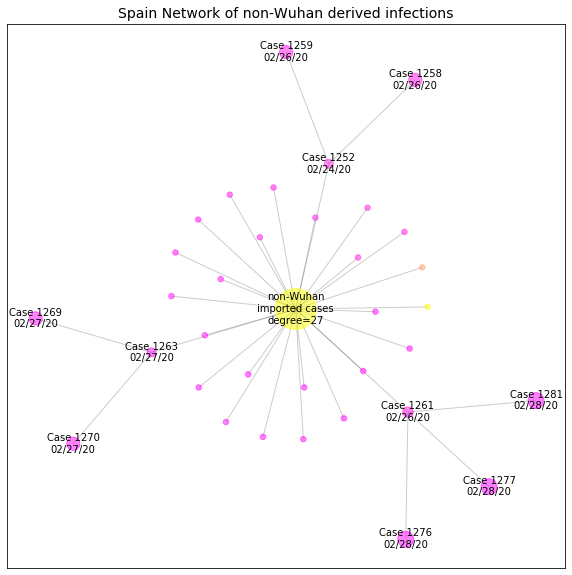 Spain Network of non-Wuhan derived infections
Case 1259
02/26/20
Case 1258
02/26/20
Case 1252
02/24/20
non-Wuhan
imported cases
degree=27
Case 1269
02/27/20
Case 1263
02/27/20
Case 1281
02/28/20
Case 1261
02/26/20
Case 1270
02/27/20
Case 1277
02/28/20
Case 1276
02/28/20